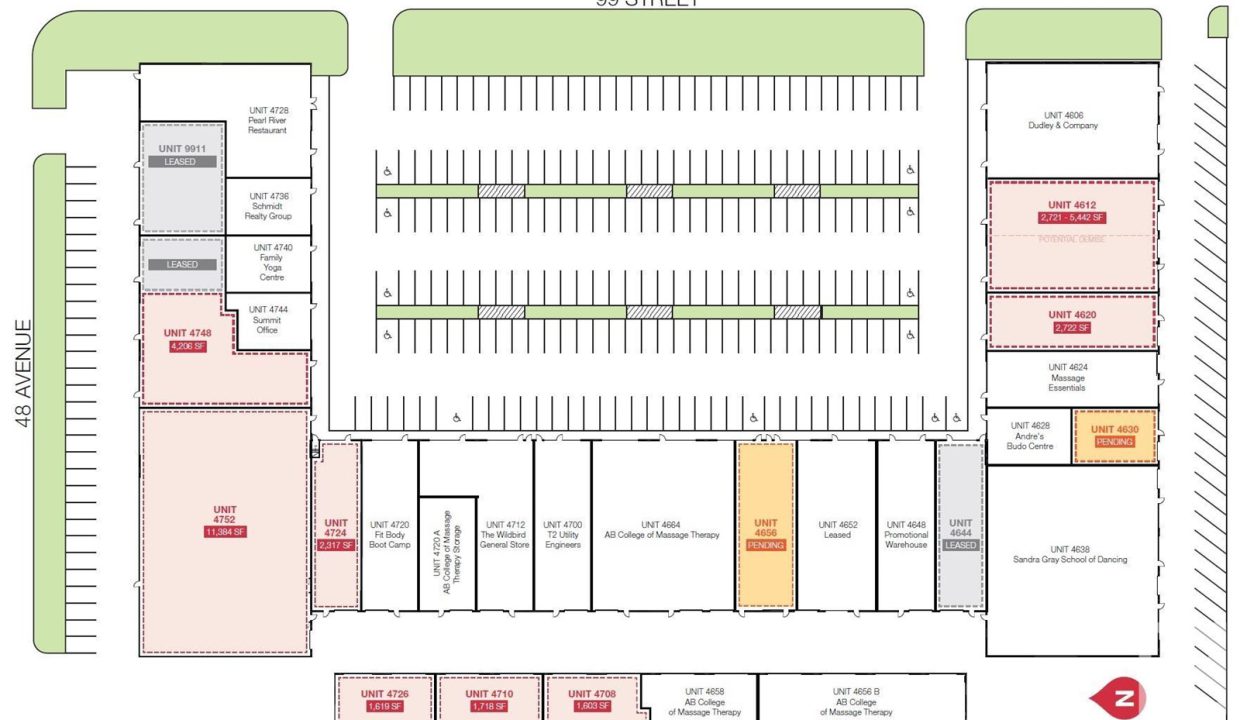 99 STREET
48 AVENUE
UNIT 4728
Pearl River
Restaurant
UNIT 9911
LEASED
UNIT 4736
Schmidt
Realty Group
LEASED
UNIT 4740
Family
Yoga
Centre
UNIT 4744
Summit
Office
UNIT 4748
4,206 SF
UNIT
4752
11,384 SF
UNIT
4724
2,317 SF
UNIT 4720
Fit Body
Boot Camp
UNIT 4720 A
AB College of Massage
Therapy Storage
UNIT 4712
The Wildbird
General Store
UNIT 4700
T2 Utility
Engineers
UNIT 4664
AB College of Massage Therapy
UNIT
4656
PENDING
UNIT 4652
Leased
UNIT 4648
Promotional
Warehouse
UNIT
4644
LEASED
UNIT 4606
Dudley & Company
UNIT 4612
2,721 - 5,442 SF
POTENTIAL DEMISE
UNIT 4620
2,722 SF
UNIT 4624
Massage
Essentials
UNIT 4628
Andre's
Budo Centre
UNIT 4630
PENDING
UNIT 4638
Sandra Gray School of Dancing
UNIT 4726
1,619 SF
UNIT 4710
1,718 SF
UNIT 4708
1,603 SF
UNIT 4658
AB College
of Massage Therapy
UNIT 4656 B
AB College
of Massage Therapy
N